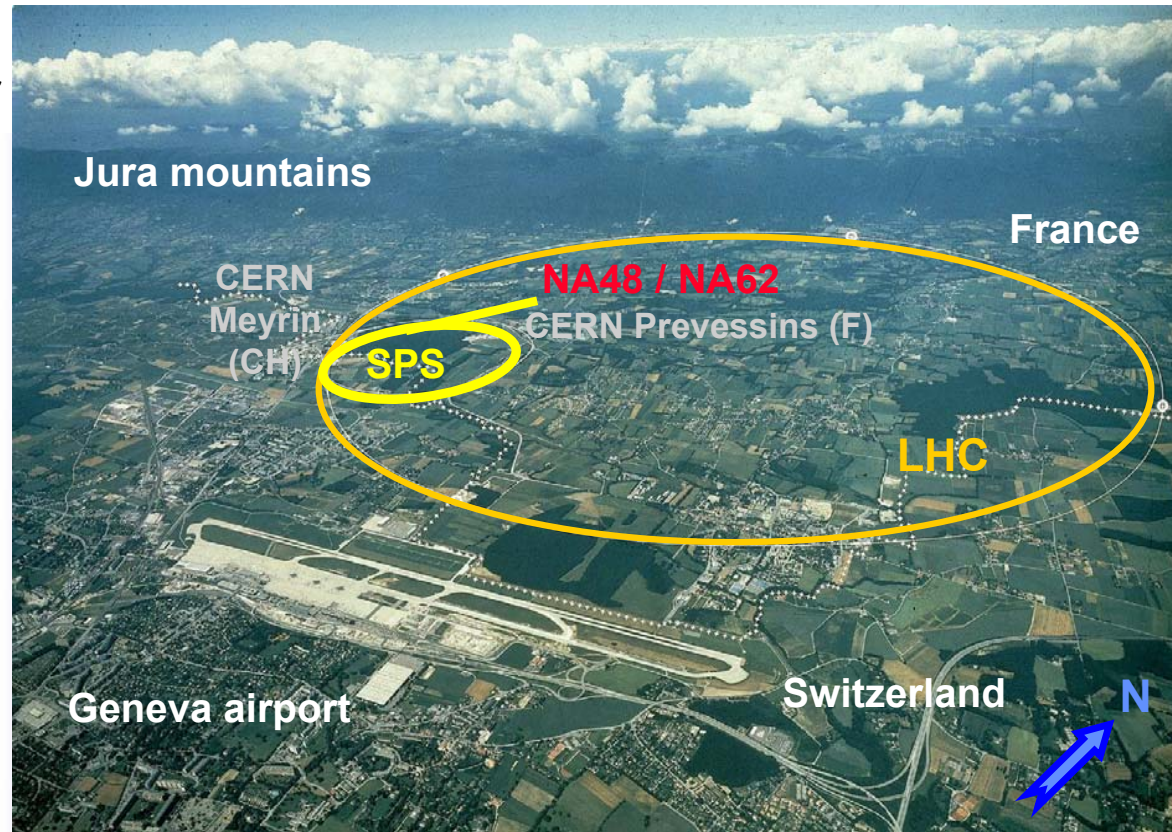 Jura mountains
France
CERN
Meyrin
(CH)
NA48 / NA62
CERN Prevessins (F)
SPS
LHC
Geneva airport
Switzerland
N